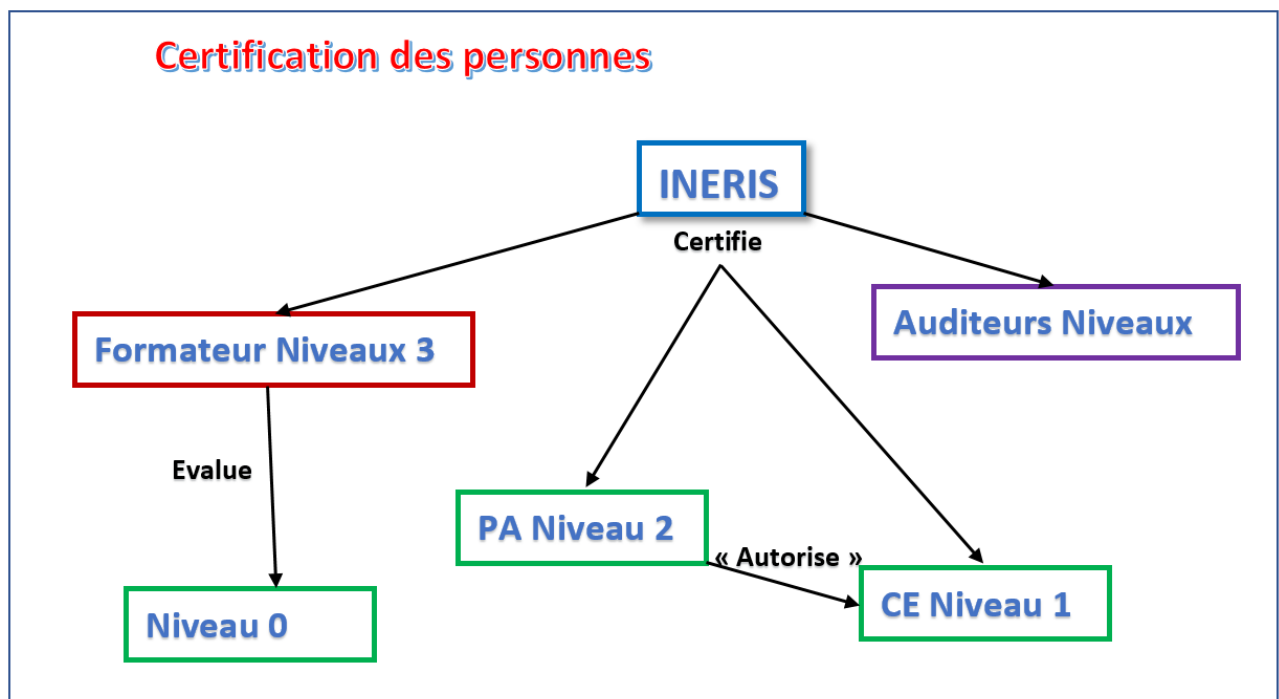 Certification des personnes
INERIS
Certifie
Auditeurs Niveaux
Formateur Niveaux 3
Evalue
PA Niveau 2
« Autorise »
CE Niveau 1
Niveau 0